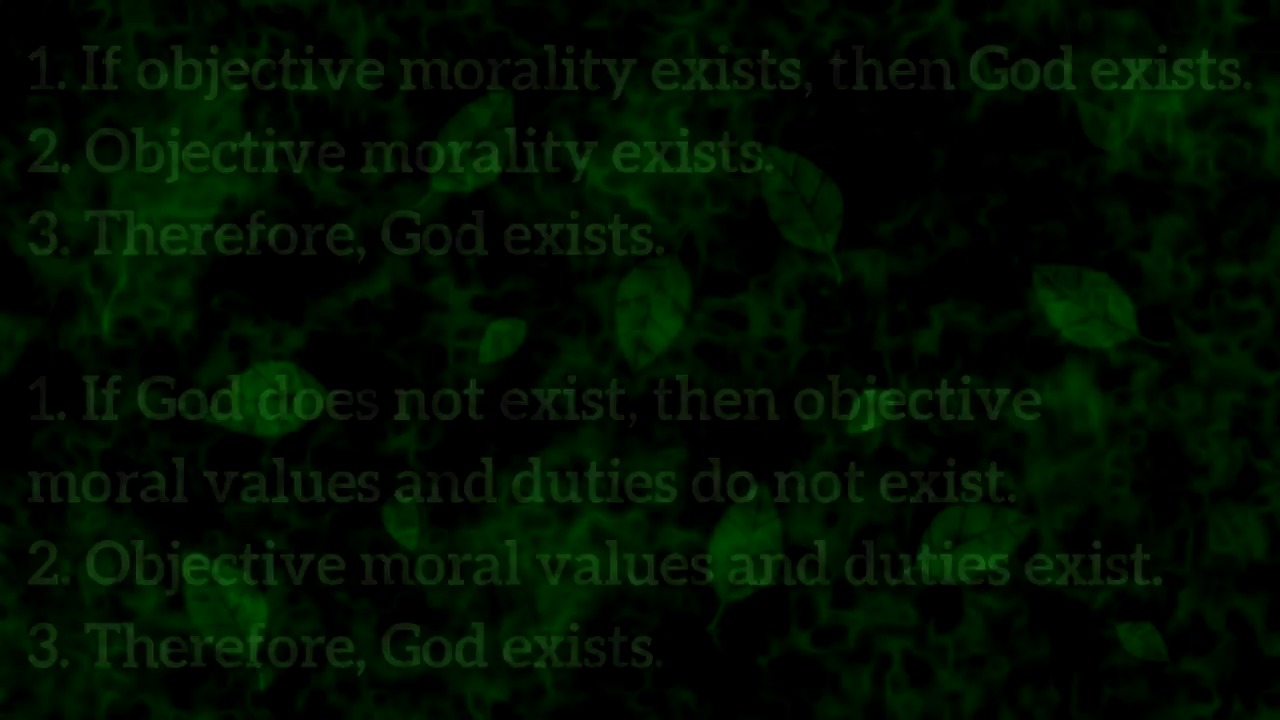 1. If objective morality exists, then God exists.
2. Objective morality exists.
3. Therefore, God exists.
1. If God does not exist, then objective
moral values and duties do not exist.
2. Objective moral values and duties exist.
3. Therefore, God exists.